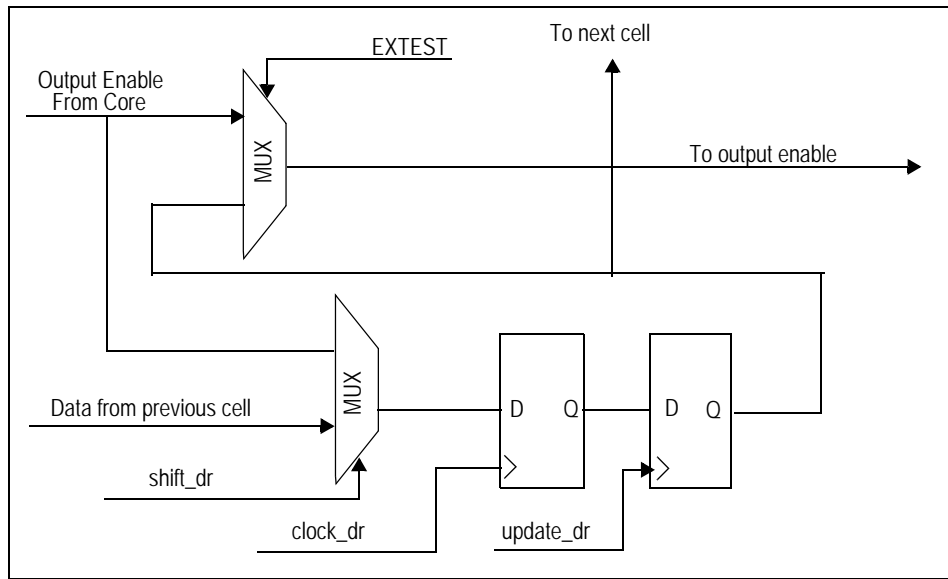 To next cell
EXTEST
Output Enable
From Core
MUX
To output enable
MUX
D
Q
D
Q
Data from previous cell
shift_dr
clock_dr
update_dr